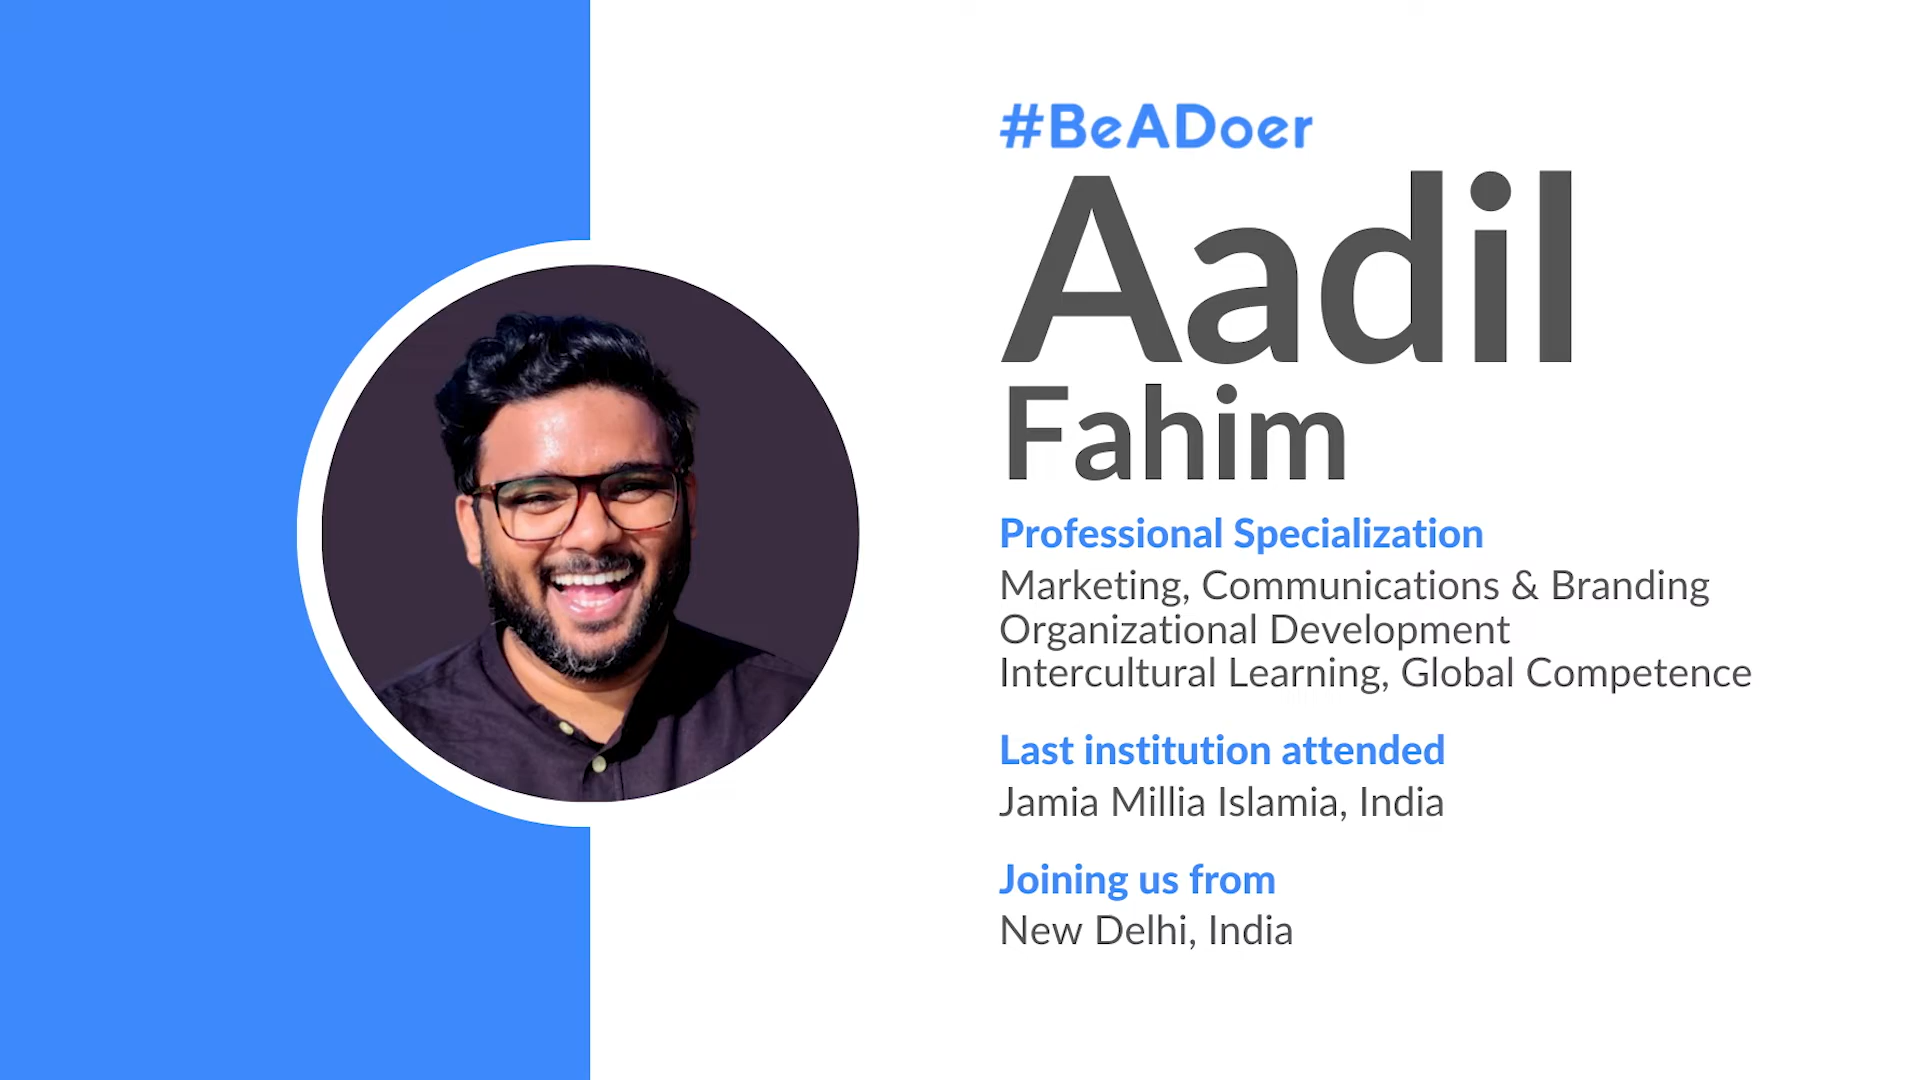 #BeADoer
Aadil
Fahim
Professional Specialization
Marketing, Communications & Branding
Organizational Development
Intercultural Learning, Global Competence
Last institution attended
Jamia Millia Islamia, India
Joining us from
New Delhi, India